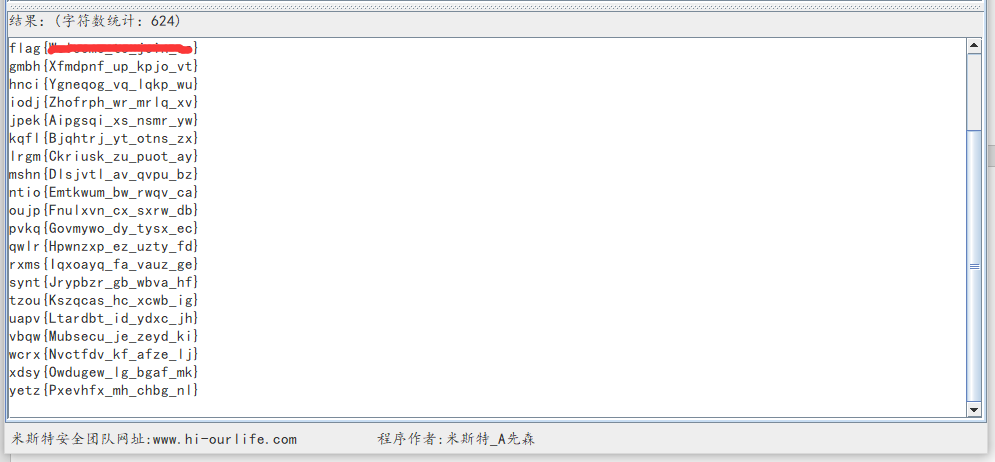 结果: (字符数统计: 624)
flag{}
gmbh{Xfmdpnf_up_kpjo_vt}
hnci{Ygneqog_vq_lqkp_wu}
iodj{Zhofrph_wr_mrlq_xv}
jpek{Aipgsqi_xs_nsmr_yw}
kqfl{Bjqhtrj_yt_otns_zx}
lrgm{Ckriusk_zu_puot_ay}
mshn{Dlsjvtl_av_qvpu_bz}
ntio{Emtkwum_bw_rwqv_ca}
oujp{Fnulxvn_cx_sxrw_db}
pvkq{Govmywo_dy_tysx_ec}
qwlr{Hpwnzxp_ez_uzty_fd}
rxms{Iqxoayq_fa_vauz_ge}
synt{Jrypbzr_gb_wbva_hf}
tzou{Kszqcas_hc_xcwb_ig}
uapv{Ltardbt_id_ydxc_jh}
vbqw{Mubsecu_je_zeyd_ki}
wcrx{Nvctfdv_kf_afze_lj}
xdsy{Owdugew_lg_bgaf_mk}
yetz{Pxevhfx_mh_chbg_nl}
米斯特安全团队网址:www.hi-ourlife.com 程序作者:米斯特_A先森